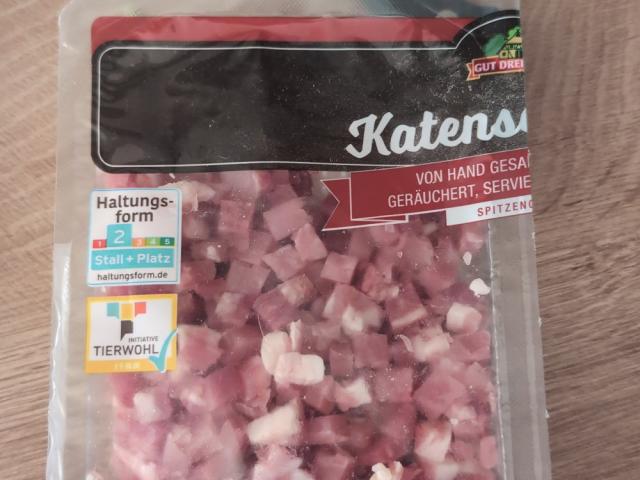 GUT DREI
Katens
VON HAND GESA
GERÄUCHERT, SERVIE
SPITZENQ
Haltungs-
form
2
1 3 4 5
Stall + Platz
haltungsform.de
INITIATIVE
TIERWOHL